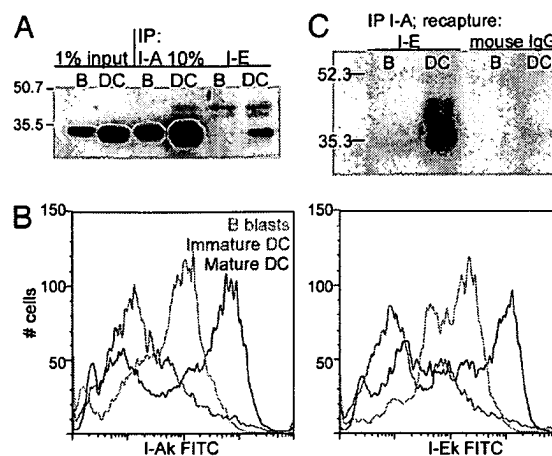 A
IP:
1% input I-A 10% I-E
B DC B DC B DC
50.7
35.5
C
IP I-A; recapture:
I-E mouse IgG
B DC B DC
52.3
35.3
B
150
100
50
# cells
B blasts
Immature DC
Mature DC
I-Ak FITC
150
100
50
I-Ek FITC